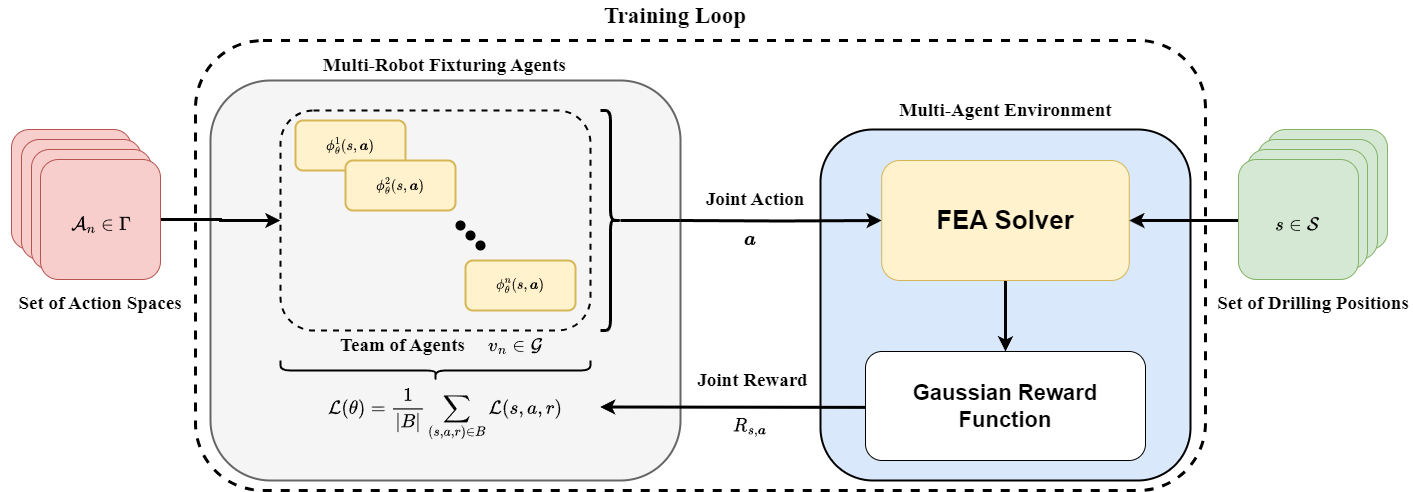 Training Loop
Multi-Robot Fixturing Agents
Multi-Agent Environment
$\phi_\theta^1(s, \boldsymbol{a})$
$\phi_\theta^2(s, \boldsymbol{a})$
$\phi_\theta^n(s, \boldsymbol{a})$
$\mathcal{A}_n \in \Gamma$
Set of Action Spaces
Team of Agents $v_n \in \mathcal{G}$
$\mathcal{L}(\theta) = \frac{1}{|B|} \sum_{(s,a,r) \in B} \mathcal{L}(s, a, r)$
Joint Action
$\boldsymbol{a}$
Joint Reward
$R_{s,a}$
FEA Solver
Gaussian Reward
Function
$s \in \mathcal{S}$
Set of Drilling Positions